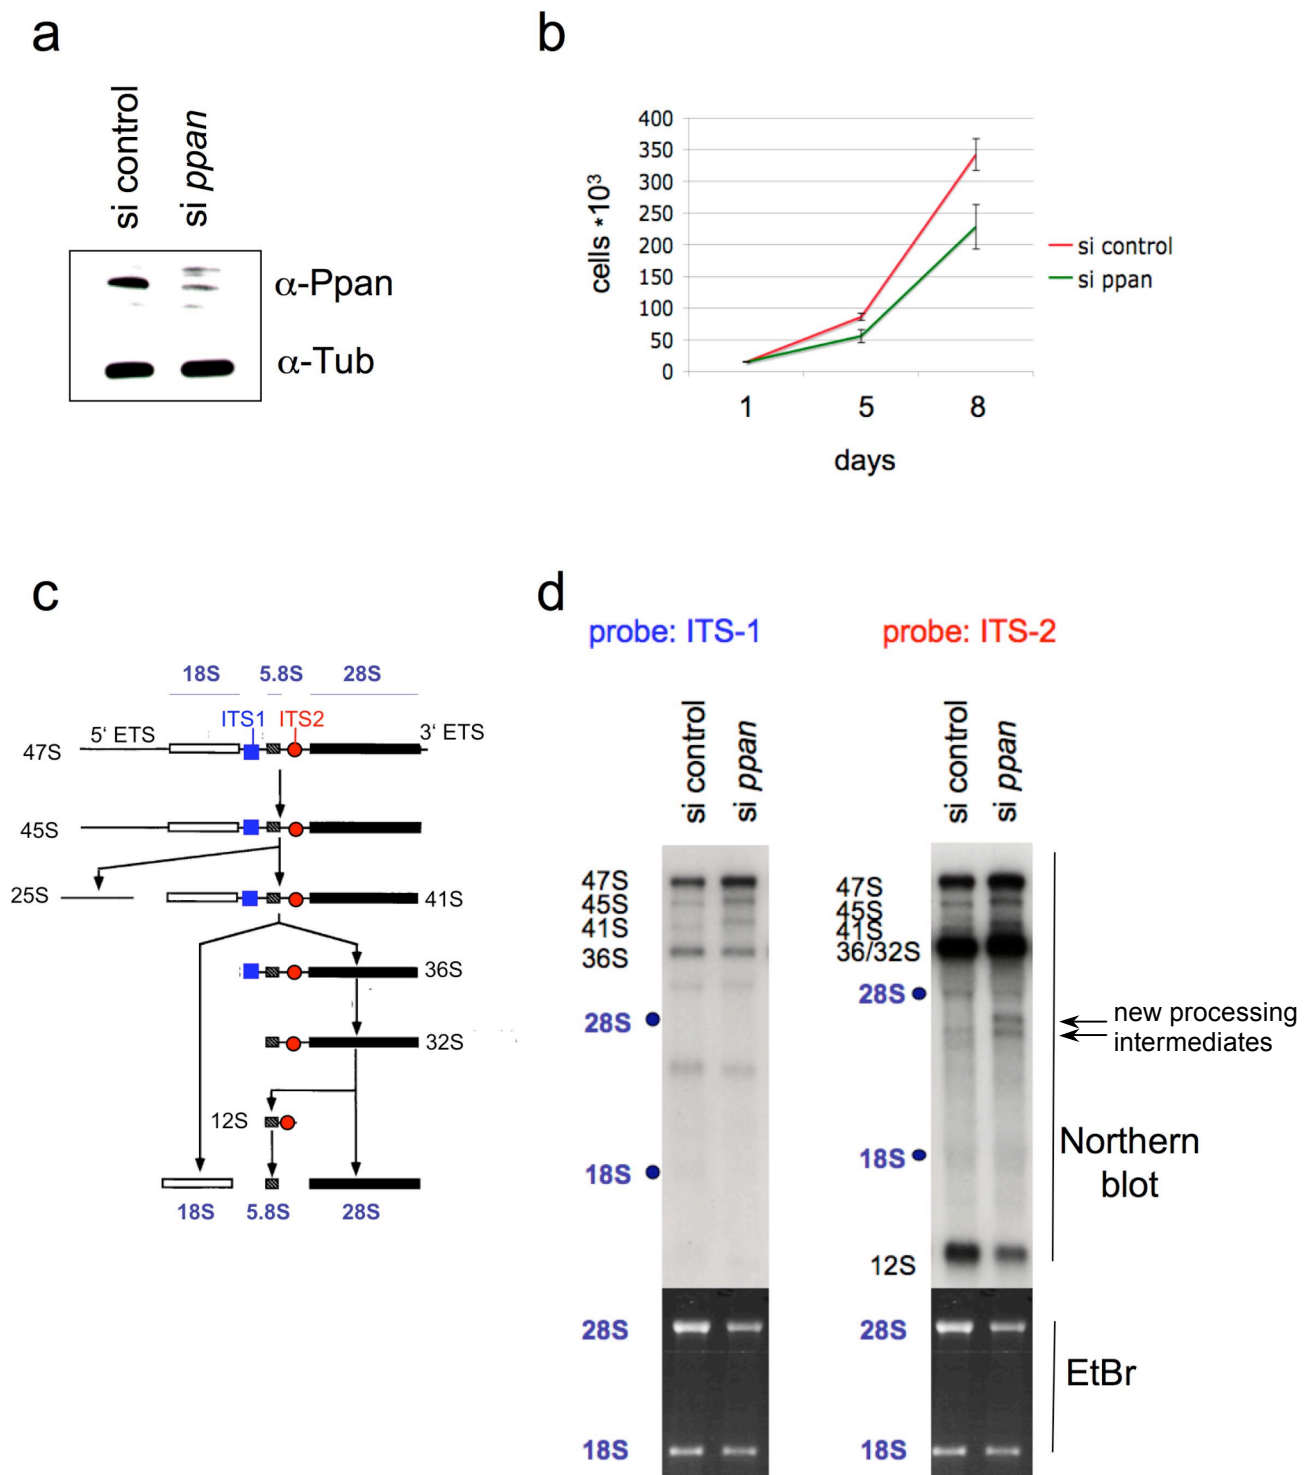 a
si control
si ppan
α-Ppan
α-Tub
b
400
350
300
250
200
150
100
50
0
cells *10³
1 5 8
days
si control
si ppan
c
18S 5.8S 28S
ITS1 ITS2
5‘ ETS 3‘ ETS
47S
45S
25S 41S
36S
32S
12S
18S 5.8S 28S
d
probe: ITS-1
si control
si ppan
47S
45S
41S
36S
28S
18S
28S
18S
probe: ITS-2
si control
si ppan
47S
45S
41S
36/32S
28S
18S
12S
28S
18S
new processing
intermediates
Northern
blot
EtBr